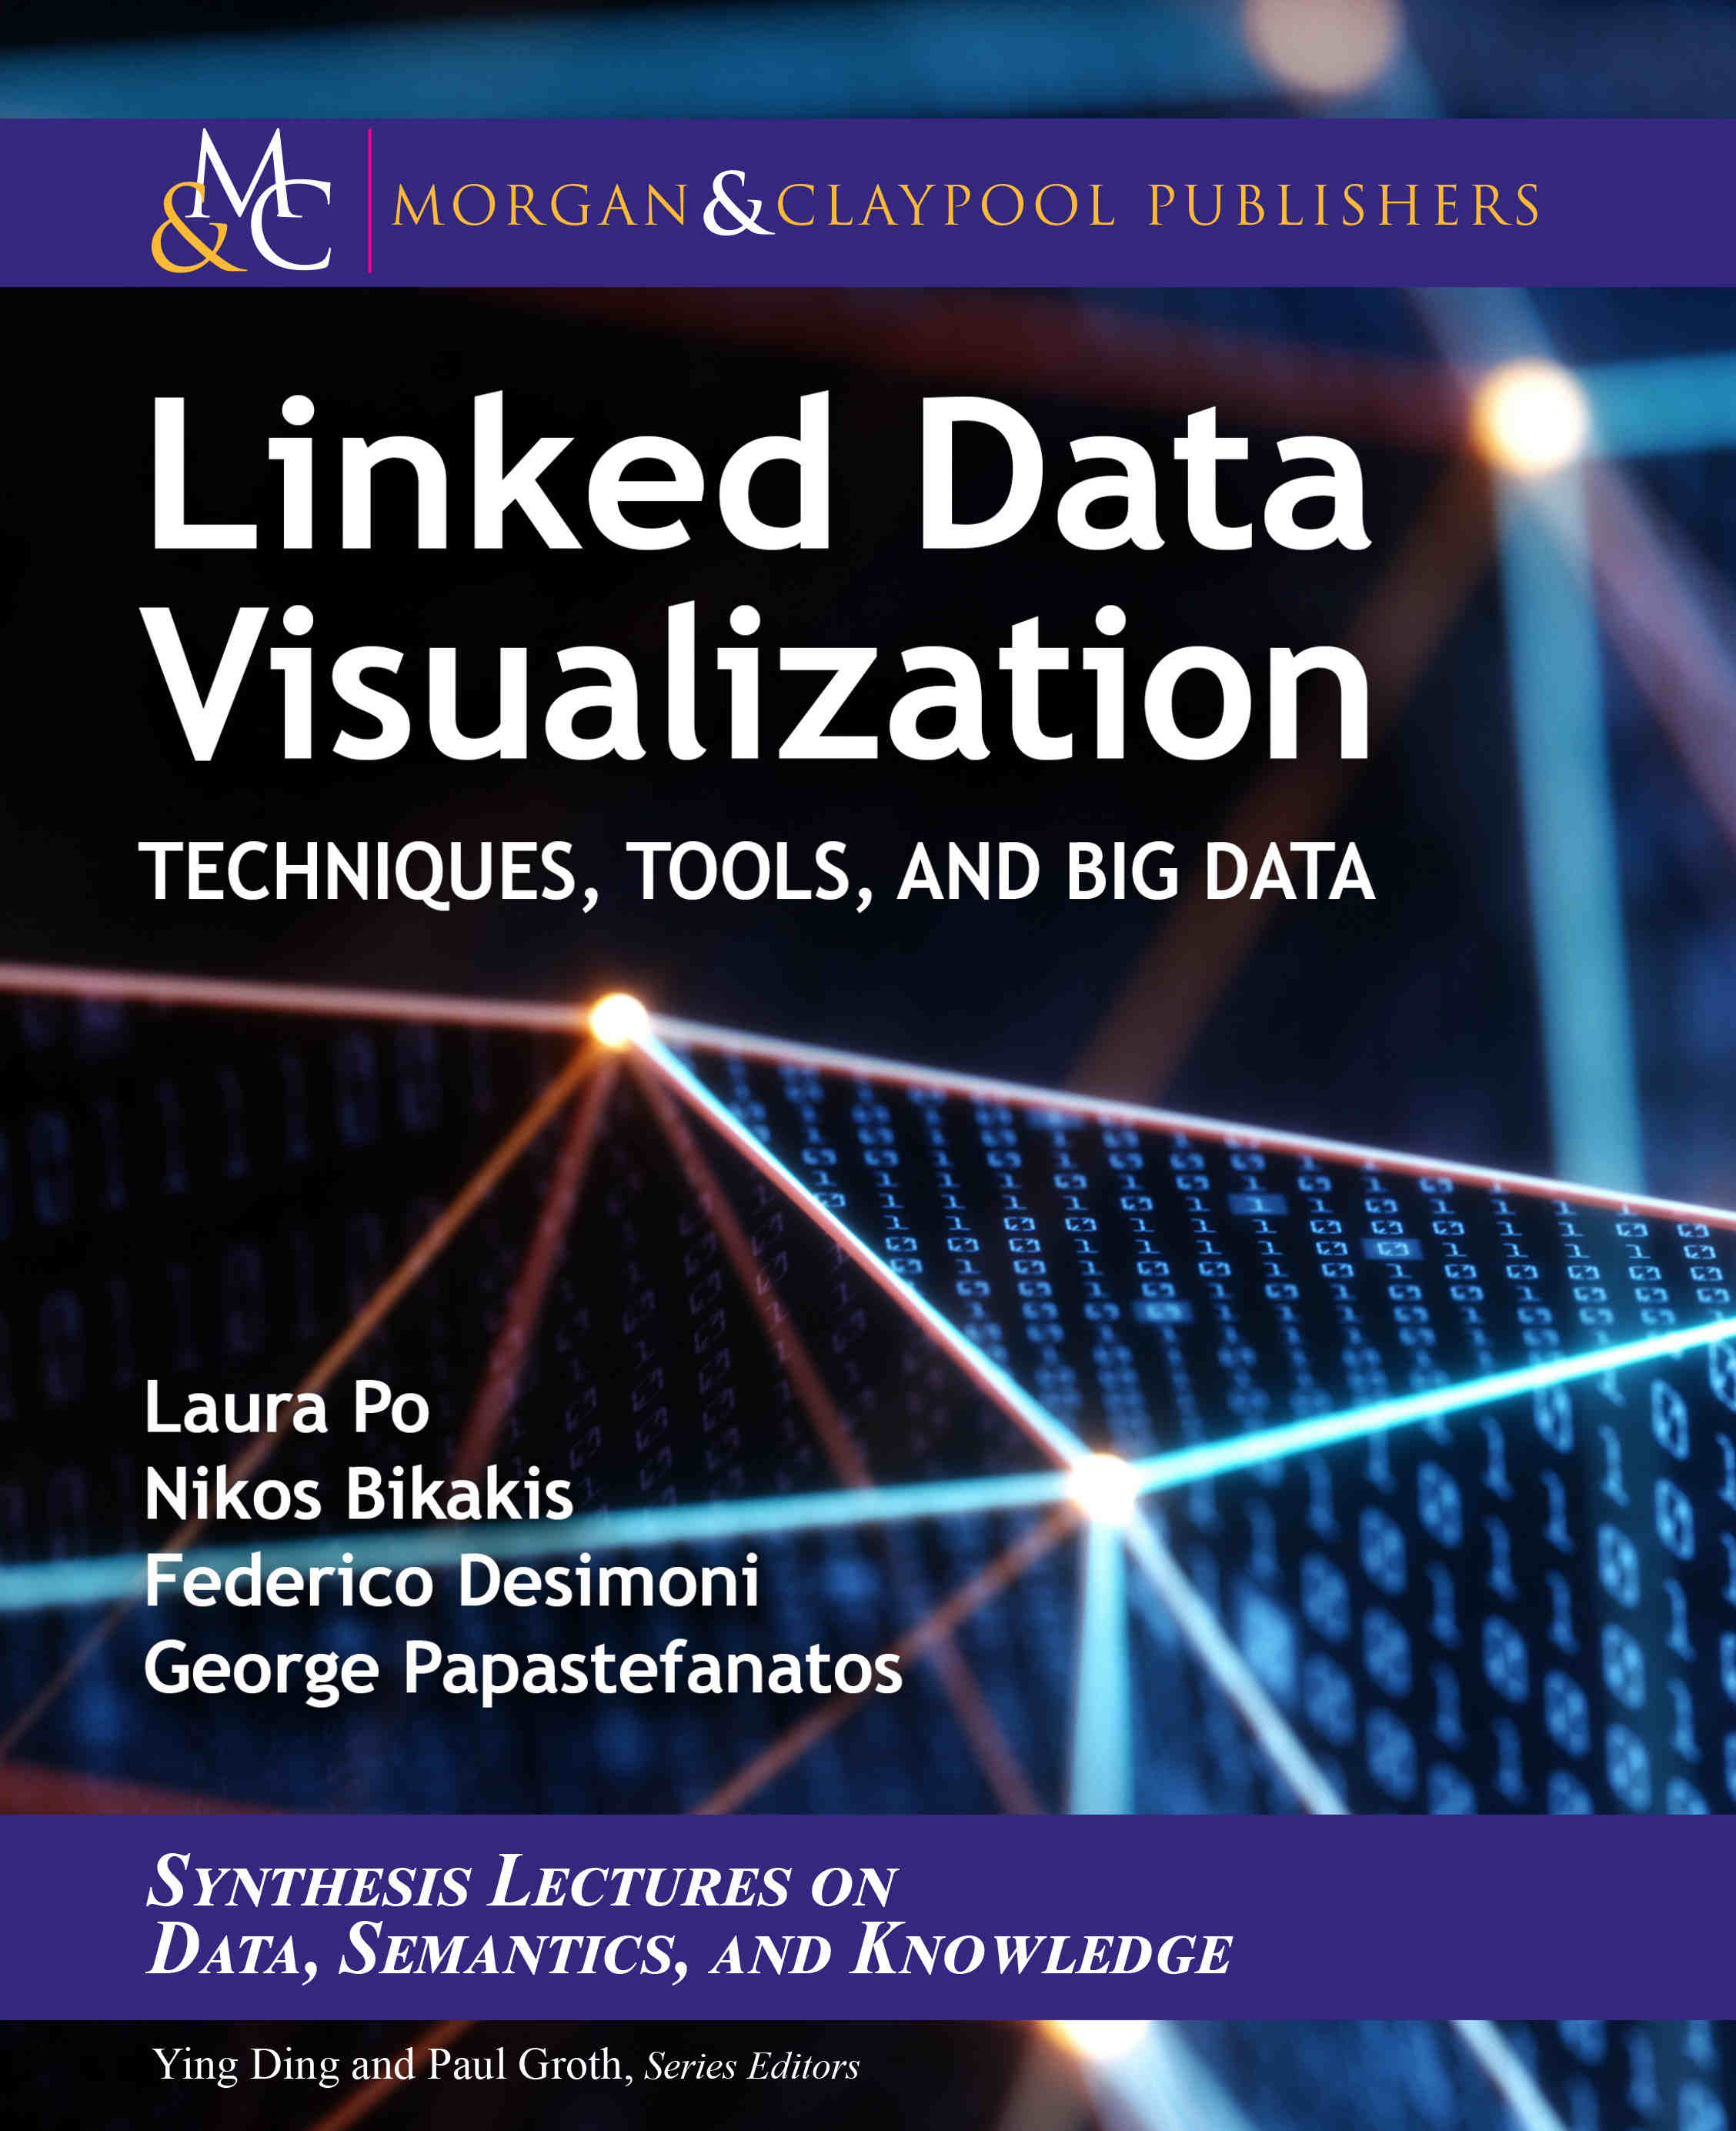 M&C
MORGAN & CLAYPOOL PUBLISHERS
Linked Data
Visualization
TECHNIQUES, TOOLS, AND BIG DATA
Laura Po
Nikos Bikakis
Federico Desimoni
George Papastefanatos
SYNTHESIS LECTURES ON
DATA, SEMANTICS, AND KNOWLEDGE
Ying Ding and Paul Groth, Series Editors